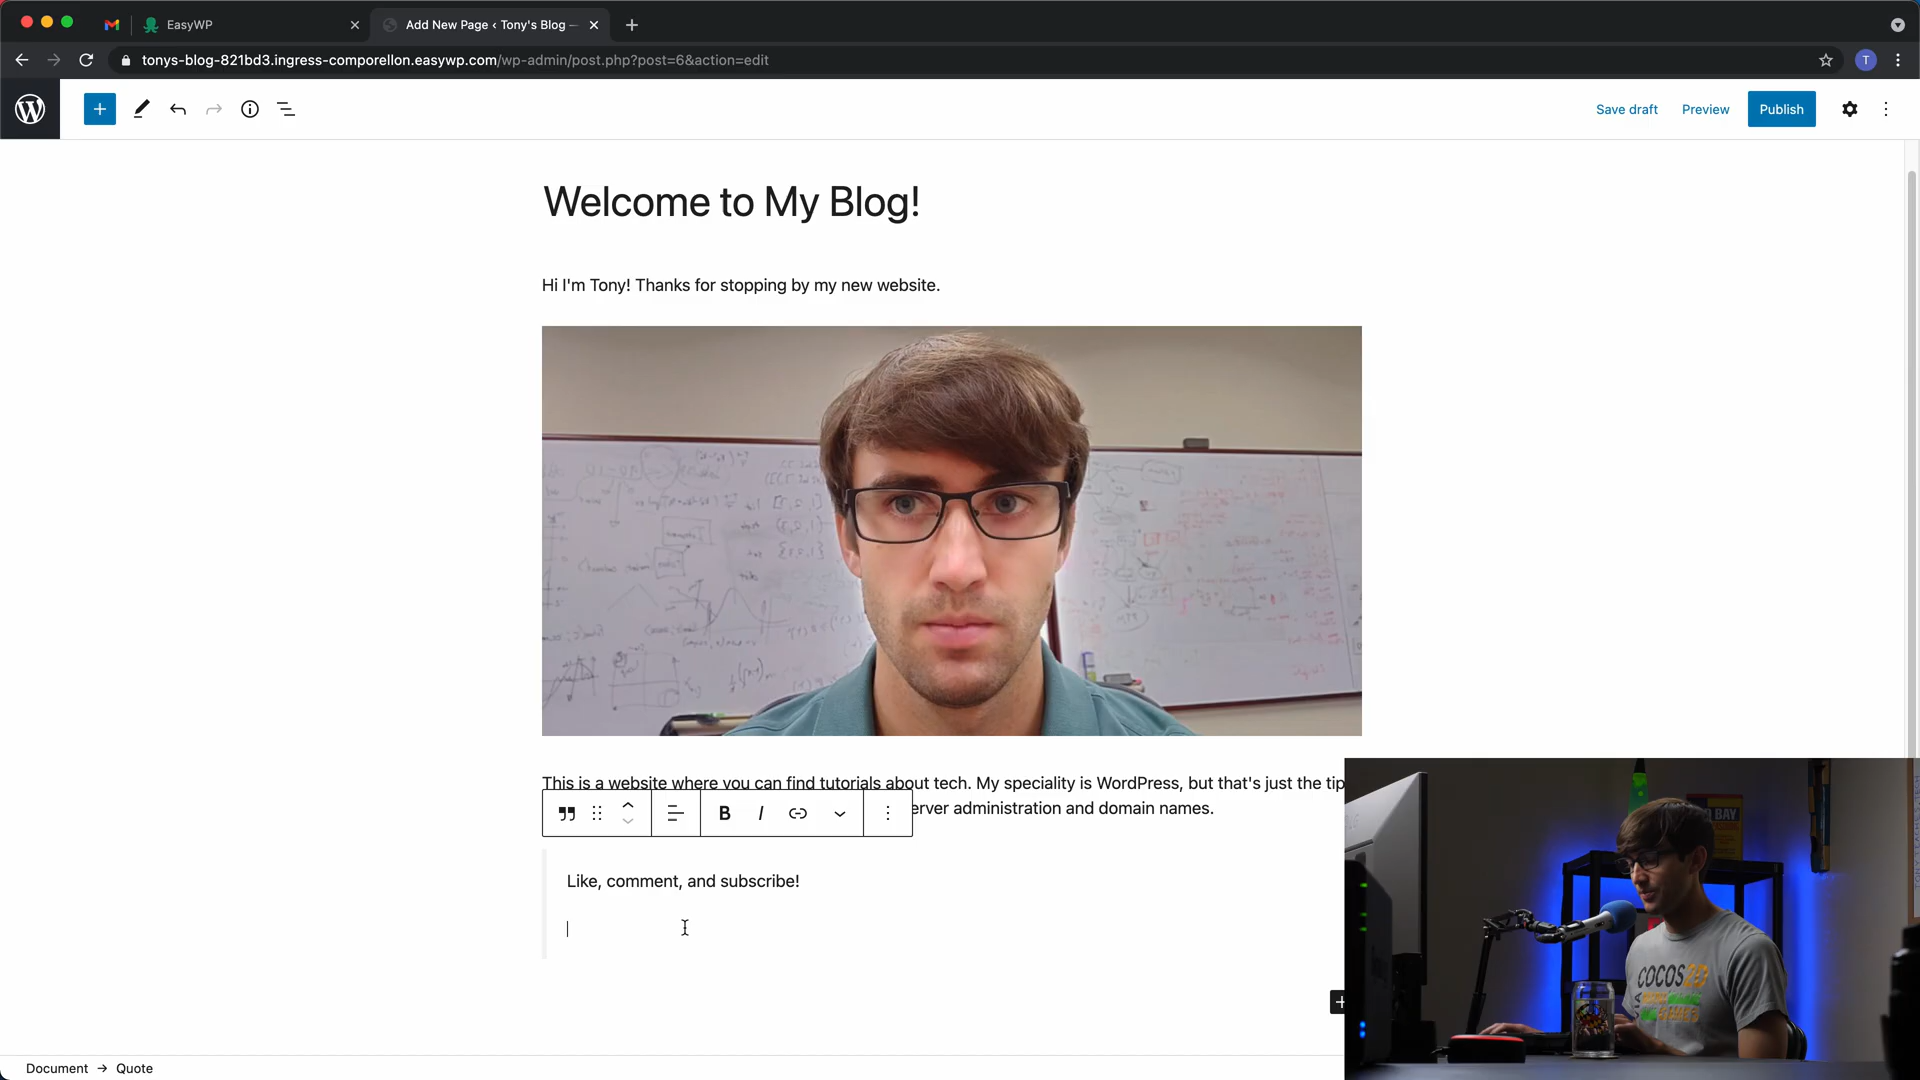 EasyWP
Add New Page ‹ Tony's Blog —
tonys-blog-821bd3.ingress-comporellon.easywp.com/wp-admin/post.php?post=6&action=edit
T
Save draft
Preview
Publish
Welcome to My Blog!
Hi I'm Tony! Thanks for stopping by my new website.
This is a website where you can find tutorials about tech. My speciality is WordPress, but that's just the tip
erver administration and domain names.
B I
Like, comment, and subscribe!
BAY
COCOS2D
Document → Quote